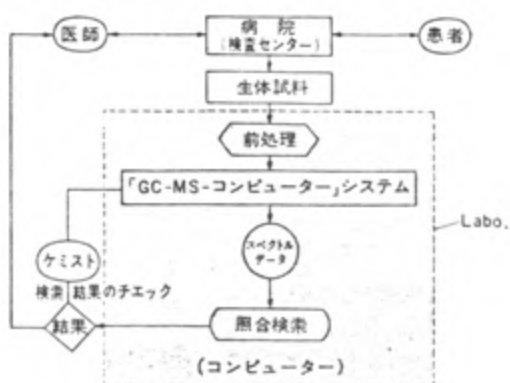 医師
病院
(検査センター)
患者
生体試料
前処理
「GC-MS-コンピューター」システム
Labo.
スペクトル
データ
ケミスト
検索結果のチエック
結果
照合検索
(コンピューター)